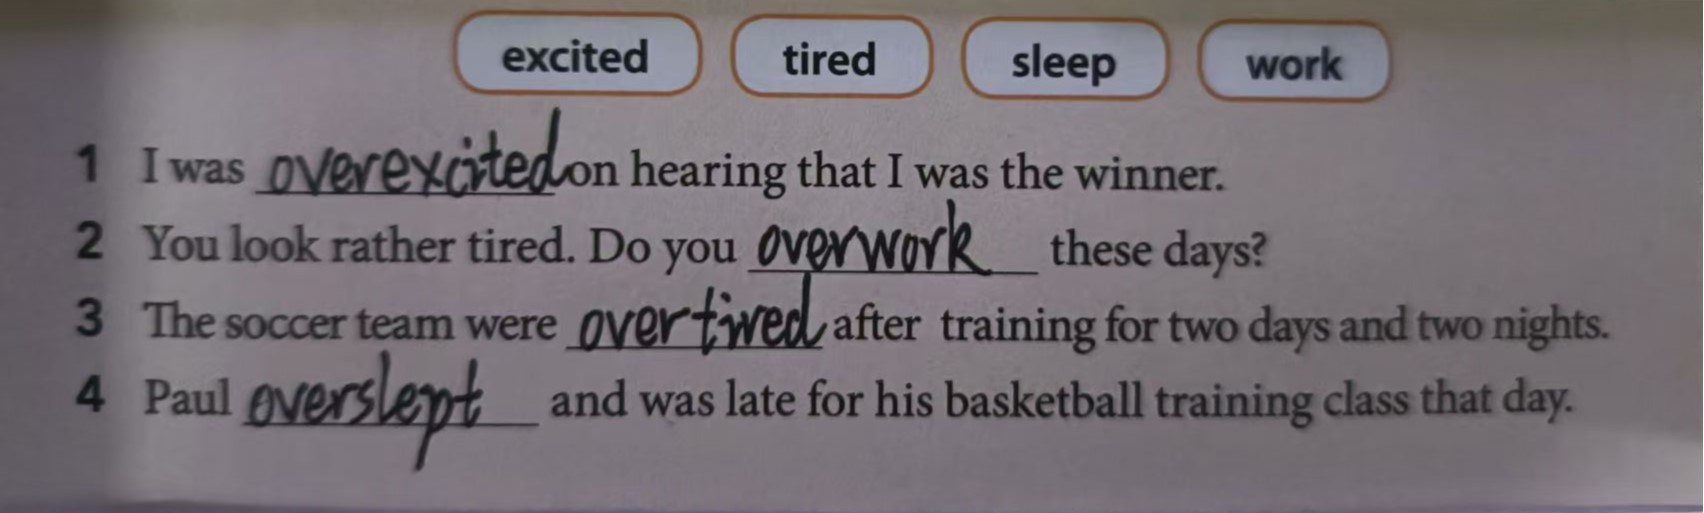 excited tired sleep work
1 I was overexcited on hearing that I was the winner.
2 You look rather tired. Do you overwork these days?
3 The soccer team were overtired after training for two days and two nights.
4 Paul overslept and was late for his basketball training class that day.